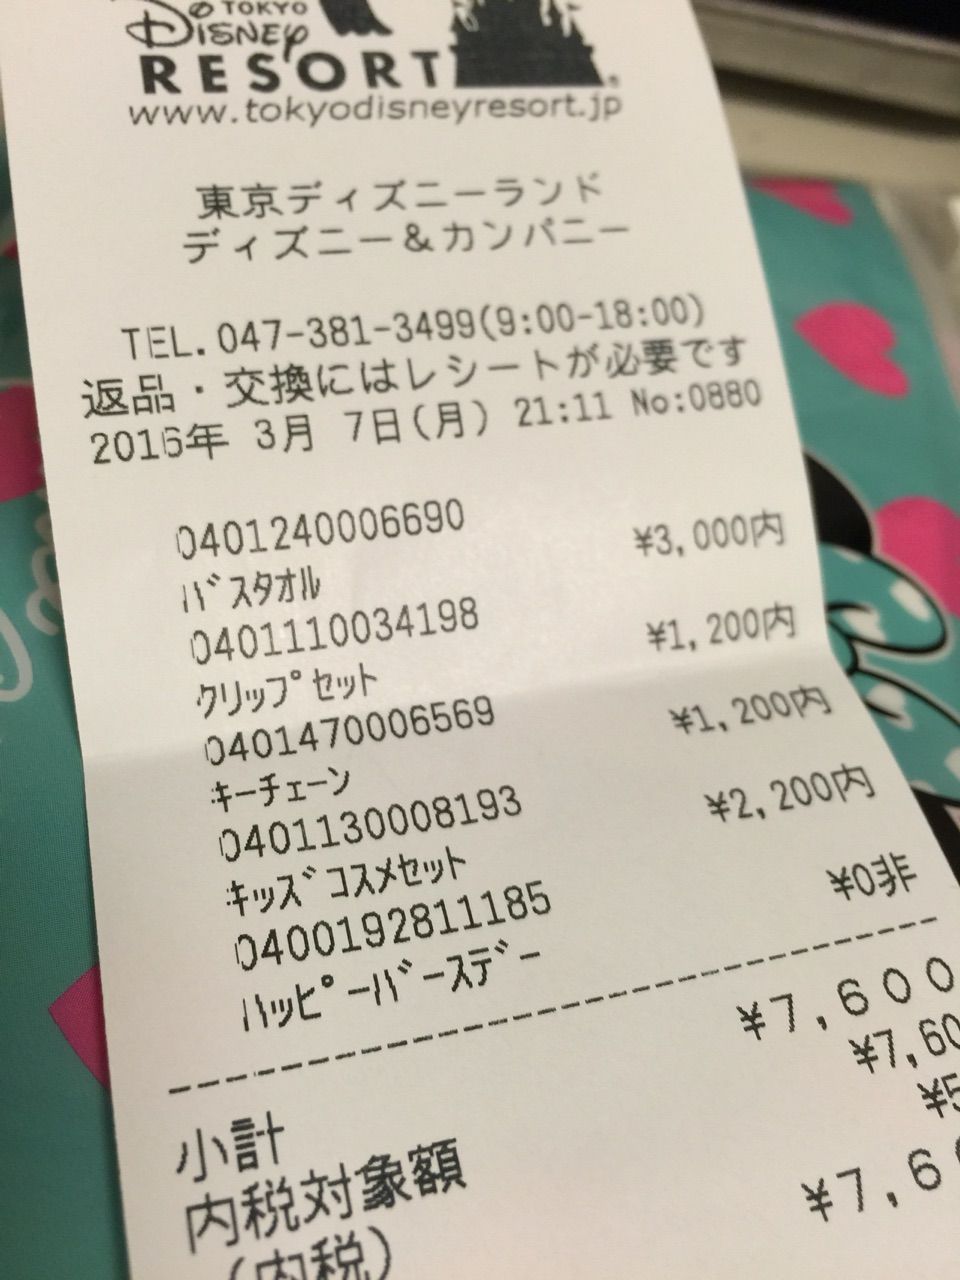 TOKYO
DISNEY
RESORT
www.tokyodisneyresort.jp
東京ディズニーランド
ディズニー&カンパニー
TEL.047-381-3499(9:00-18:00)
返品・交換にはレシートが必要です
2016年 3月 7日(月) 21:11 No:0880
0401240006690
バスタオル ¥3,000内
0401110034198
クリップセット ¥1,200内
0401470006569
キーチェーン ¥1,200内
0401130008193
キッズコスメセット ¥2,200内
0400192811185
ハッピーバースデー ¥0非
小計 ¥7,600
内税対象額 ¥7,60
(内税) ¥5
¥7,6